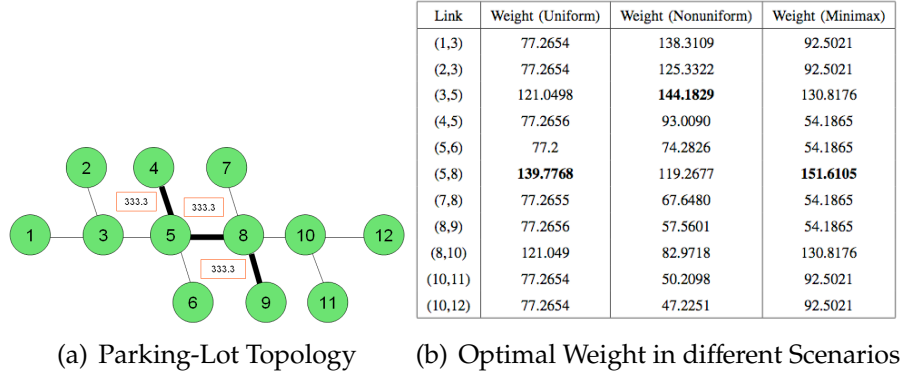 Link Weight (Uniform) Weight (Nonuniform) Weight (Minimax)
(1,3) 77.2654 138.3109 92.5021
(2,3) 77.2654 125.3322 92.5021
(3,5) 121.0498 144.1829 130.8176
(4,5) 77.2656 93.0090 54.1865
(5,6) 77.2 74.2826 54.1865
(5,8) 139.7768 119.2677 151.6105
(7,8) 77.2655 67.6480 54.1865
(8,9) 77.2656 57.5601 54.1865
(8,10) 121.049 82.9718 130.8176
(10,11) 77.2654 50.2098 92.5021
(10,12) 77.2654 47.2251 92.5021
2 4 7
333.3 333.3
1 3 5 8 10 12
333.3
6 9 11
(a) Parking-Lot Topology
(b) Optimal Weight in different Scenarios